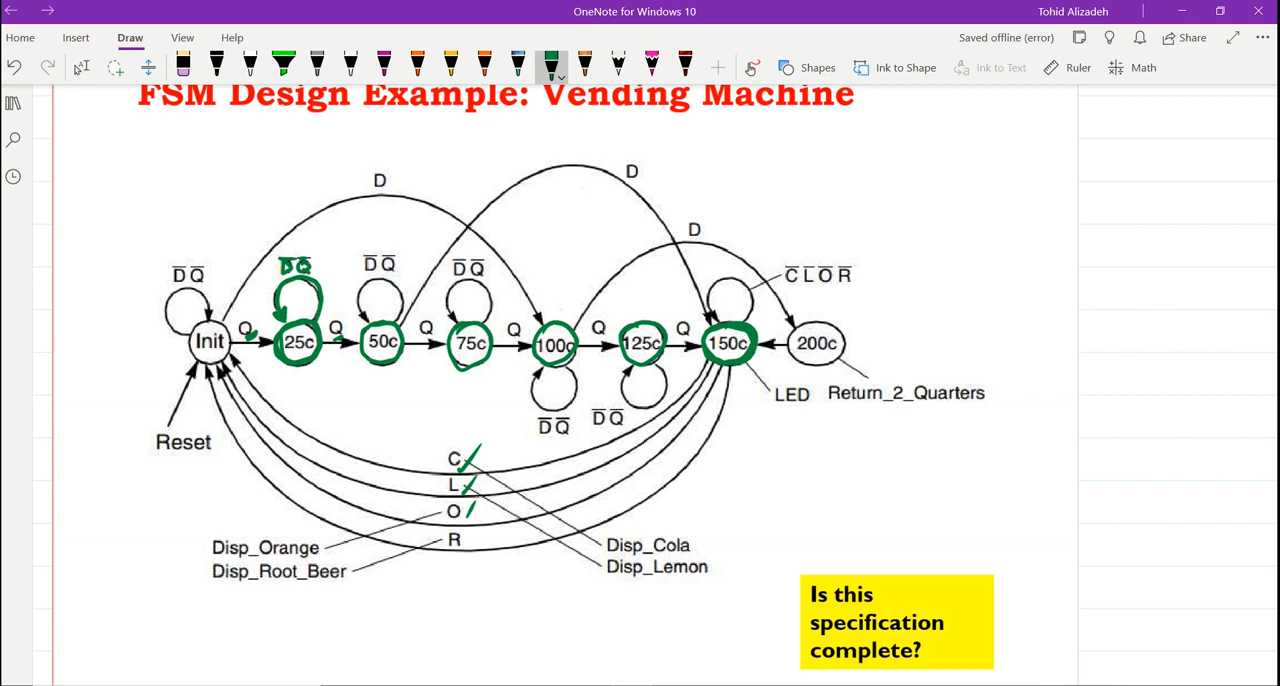 OneNote for Windows 10
Tohid Alizadeh
Home Insert Draw View Help
Saved offline (error)
Share
Shapes
Ink to Shape
Ink to Text
Ruler
Math
FSM Design Example: Vending Machine
D
D
D
D̅ Q̅
D̅ Q̅
D̅ Q̅
D̅ Q̅
C̅ L̅ O̅ R̅
Q Q Q Q Q Q
Init 25c 50c 75c 100c 125c 150c 200c
LED
Return_2_Quarters
D̅ Q̅
D̅ Q̅
Reset
C
L
O
R
Disp_Orange
Disp_Root_Beer
Disp_Cola
Disp_Lemon
Is this
specification
complete?